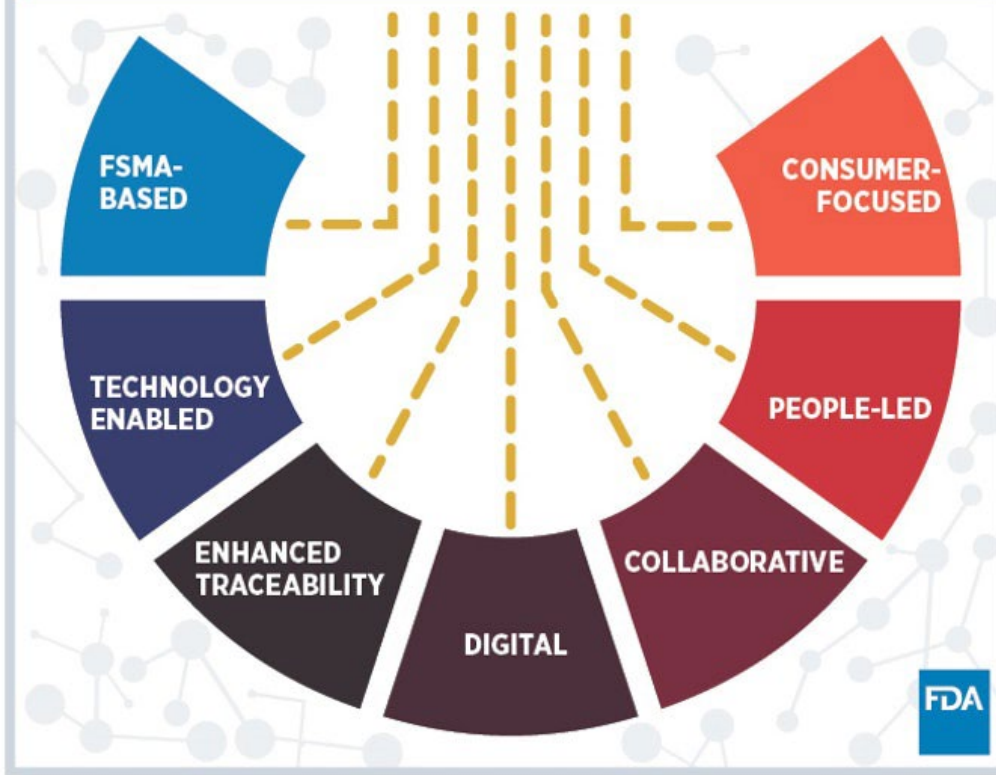 FSMA-
BASED
TECHNOLOGY
ENABLED
ENHANCED
TRACEABILITY
DIGITAL
COLLABORATIVE
PEOPLE-LED
CONSUMER-
FOCUSED
FDA